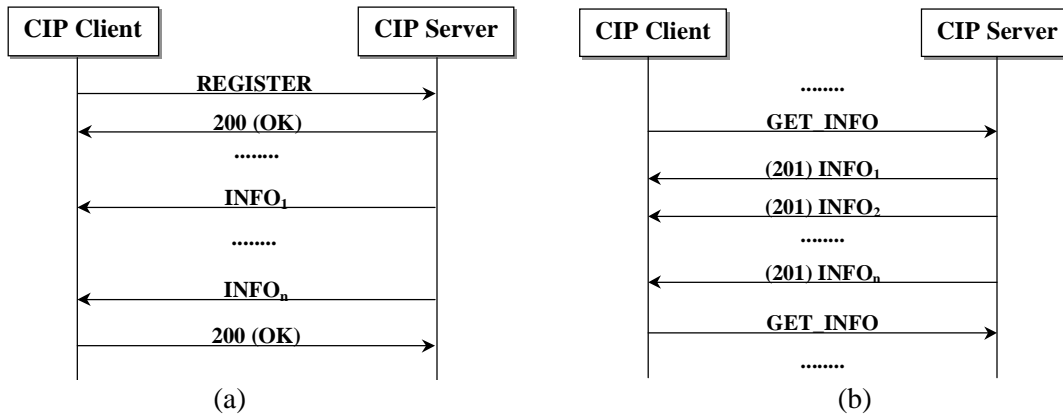 CIP Client
CIP Server
REGISTER
200 (OK)
........
INFO₁
........
INFOₙ
200 (OK)
(a)
CIP Client
CIP Server
........
GET_INFO
(201) INFO₁
(201) INFO₂
........
(201) INFOₙ
GET_INFO
........
(b)